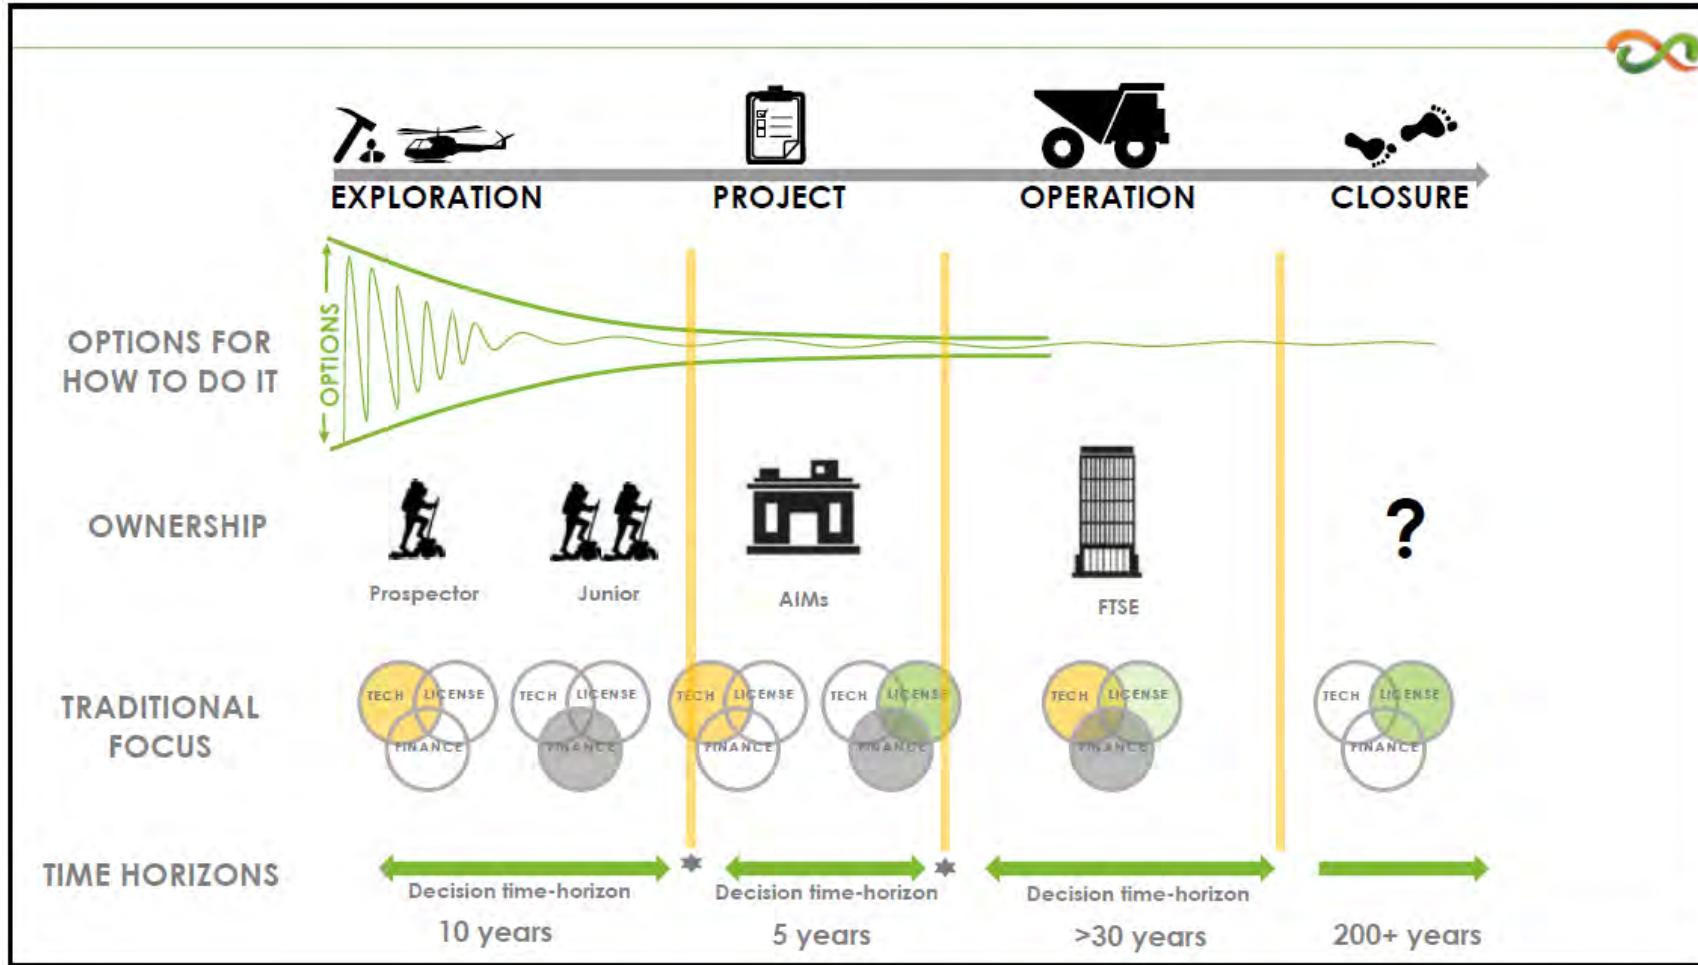 EXPLORATION
PROJECT
OPERATION
CLOSURE
OPTIONS FOR
HOW TO DO IT
OPTIONS
OWNERSHIP
Prospector
Junior
AIMs
FTSE
?
TRADITIONAL
FOCUS
TECH
LICENSE
FINANCE
TECH
LICENSE
FINANCE
TECH
LICENSE
FINANCE
TECH
LICENSE
FINANCE
TECH
LICENSE
FINANCE
TECH
LICENSE
FINANCE
TIME HORIZONS
Decision time-horizon
Decision time-horizon
Decision time-horizon
10 years
5 years
>30 years
200+ years